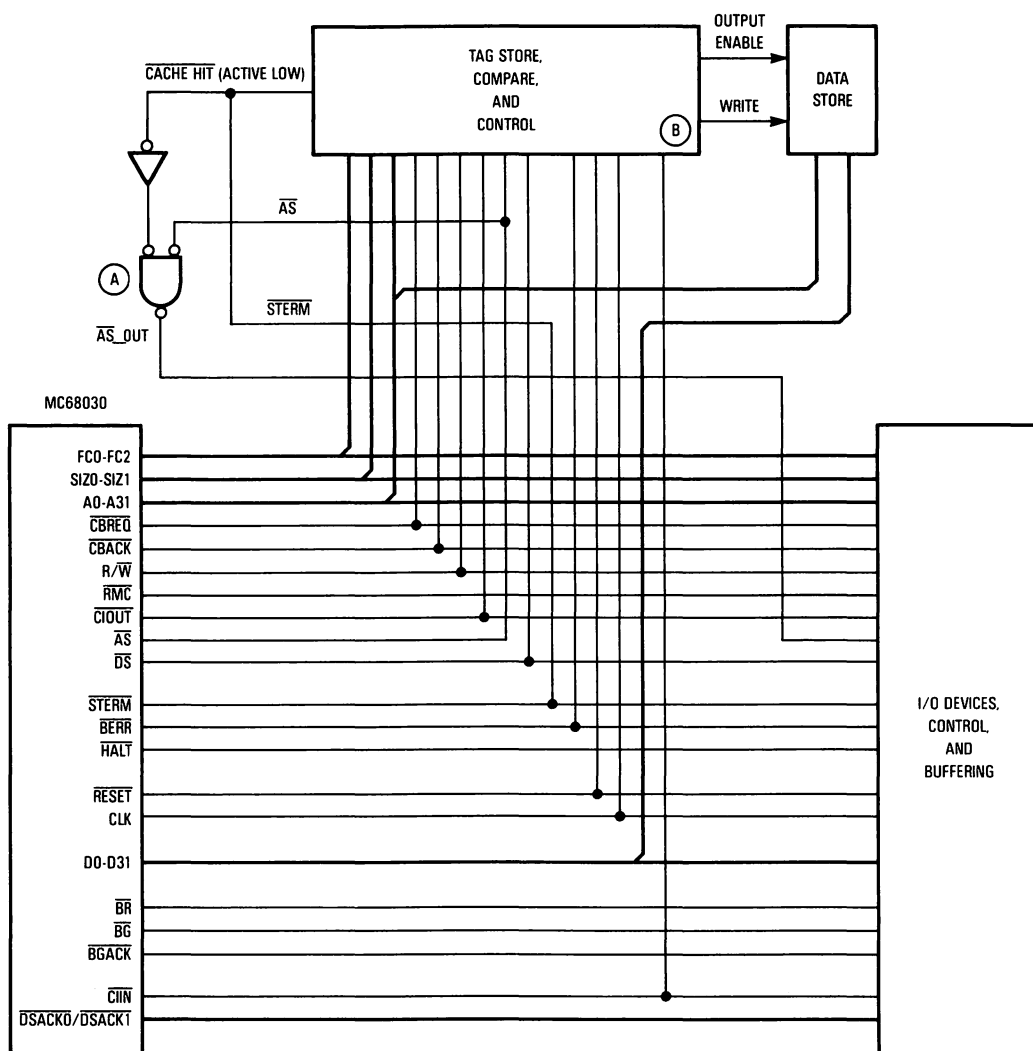 OUTPUT
ENABLE
TAG STORE,
COMPARE,
AND
CONTROL
DATA
STORE
CACHE HIT (ACTIVE LOW)
WRITE
B
AS
A
STERM
AS_OUT
MC68030
FC0-FC2
SIZ0-SIZ1
A0-A31
CBREQ
CBACK
R/W
RMC
CIOUT
AS
DS
STERM
BERR
HALT
I/O DEVICES,
CONTROL,
AND
BUFFERING
RESET
CLK
D0-D31
BR
BG
BGACK
CIIN
DSACK0/DSACK1